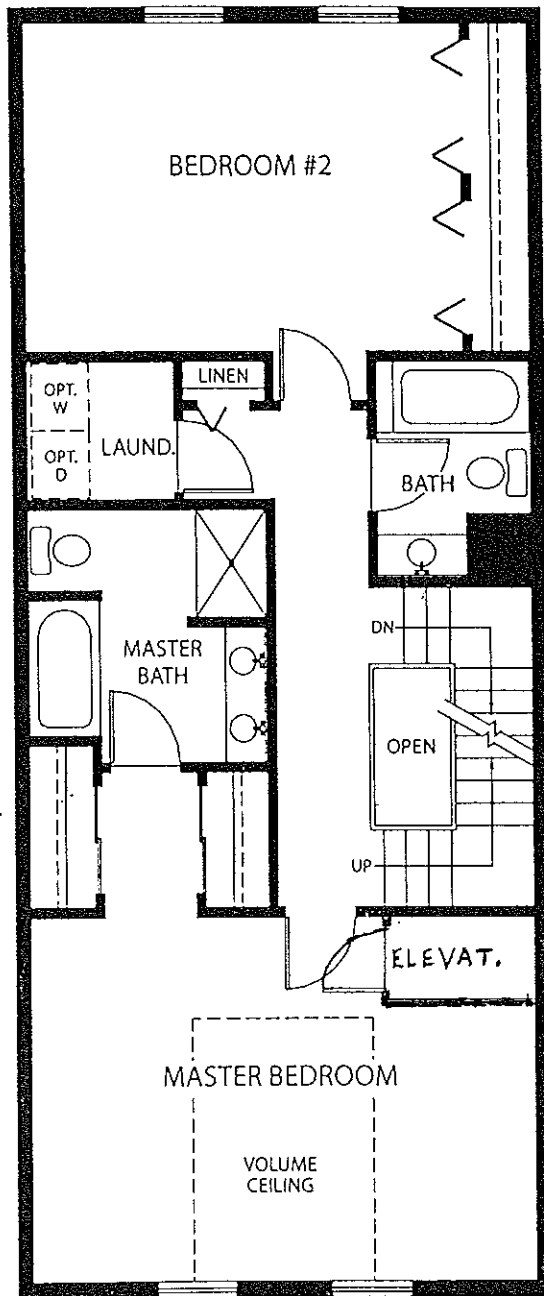 BEDROOM #2
LINEN
OPT.
W
OPT.
D
LAUND.
BATH
MASTER
BATH
DN
OPEN
UP
ELEVAT.
MASTER BEDROOM
VOLUME
CEILING